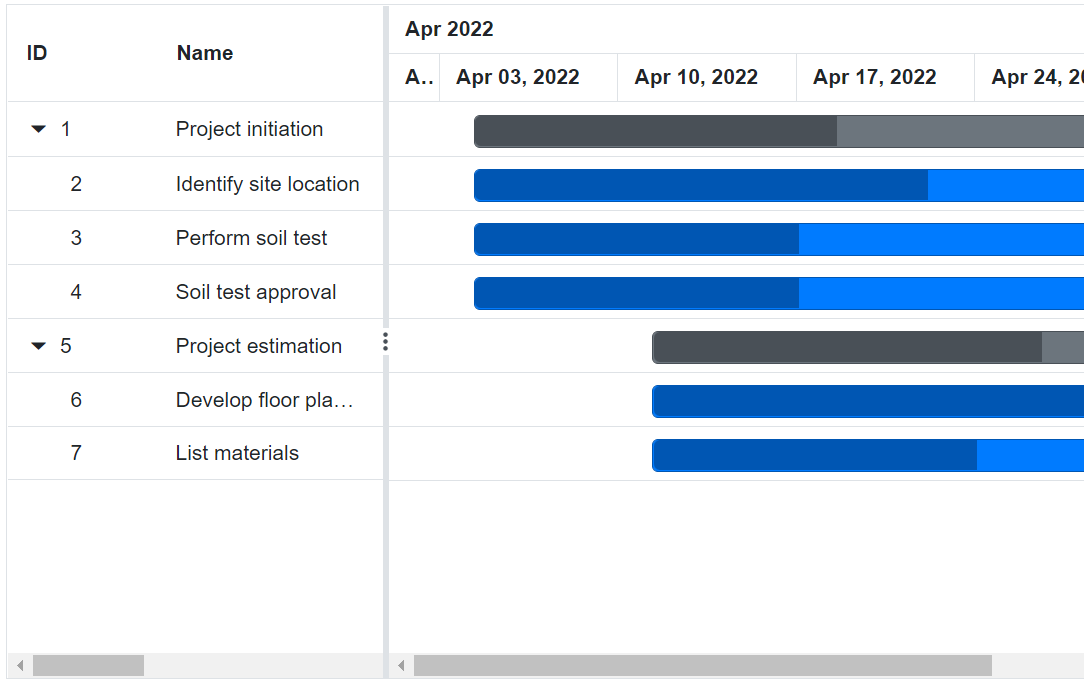 ID Name Apr 2022
A.. Apr 03, 2022 Apr 10, 2022 Apr 17, 2022 Apr 24, 20
1 Project initiation
2 Identify site location
3 Perform soil test
4 Soil test approval
5 Project estimation
6 Develop floor pla...
7 List materials